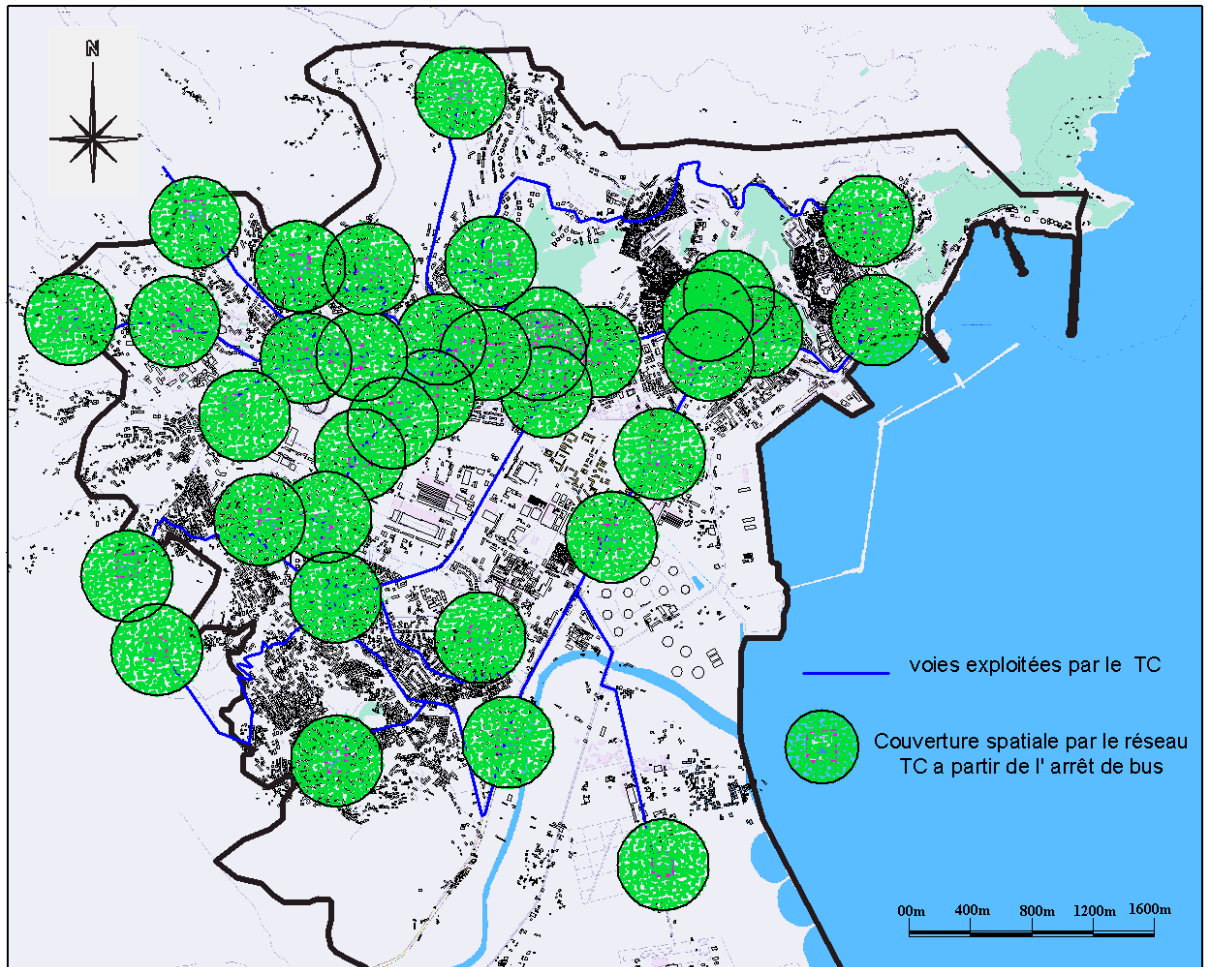 N
voies exploitées par le TC
Couverture spatiale par le réseau
TC a partir de l' arrêt de bus
00m 400m 800m 1200m 1600m